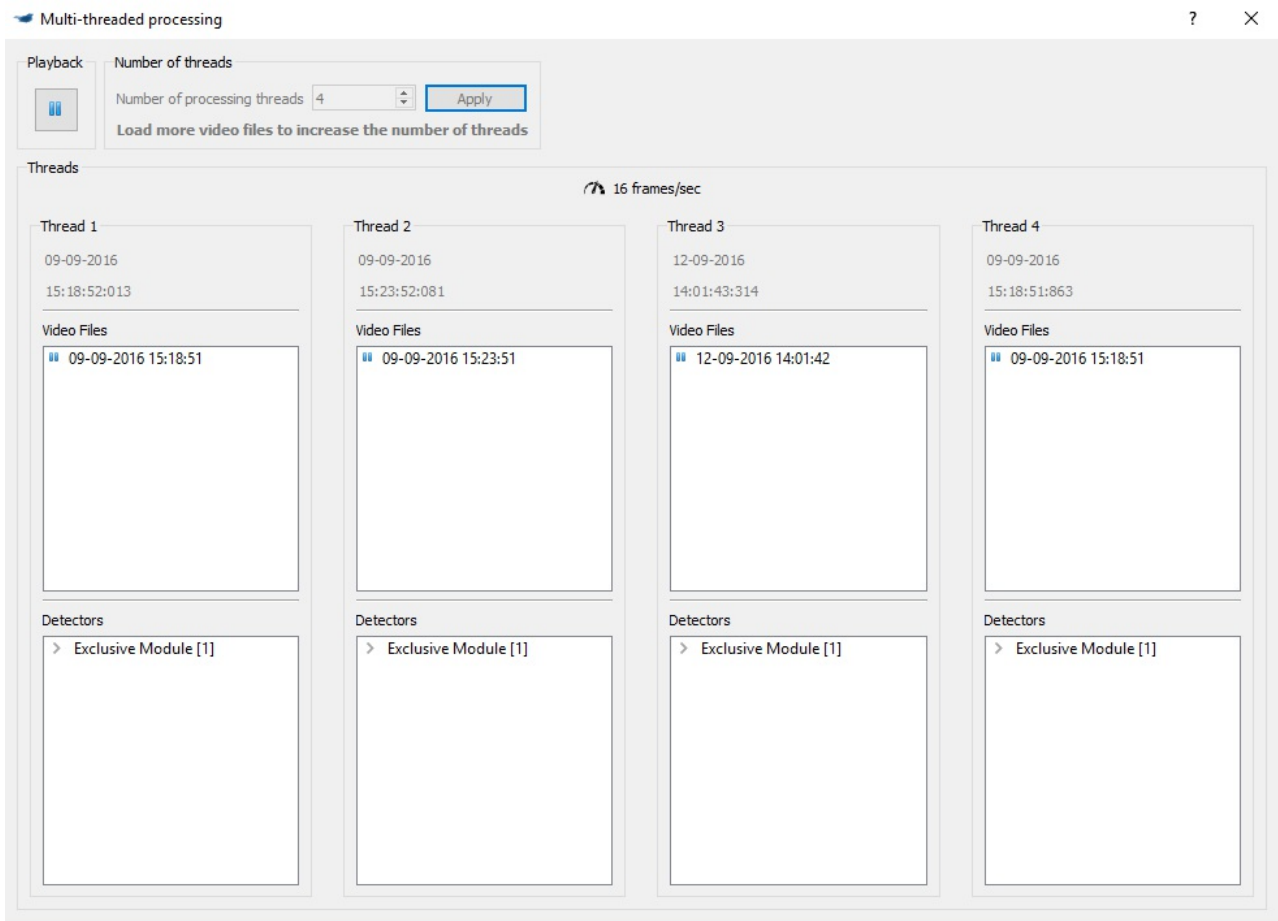 Multi-threaded processing ?
Playback Number of threads
Number of processing threads 4 Apply
Load more video files to increase the number of threads
Threads
16 frames/sec
Thread 1 Thread 2 Thread 3 Thread 4
09-09-2016 09-09-2016 12-09-2016 09-09-2016
15:18:52:013 15:23:52:081 14:01:43:314 15:18:51:863
Video Files Video Files Video Files Video Files
09-09-2016 15:18:51 09-09-2016 15:23:51 12-09-2016 14:01:42 09-09-2016 15:18:51
Detectors Detectors Detectors Detectors
Exclusive Module [1] Exclusive Module [1] Exclusive Module [1] Exclusive Module [1]